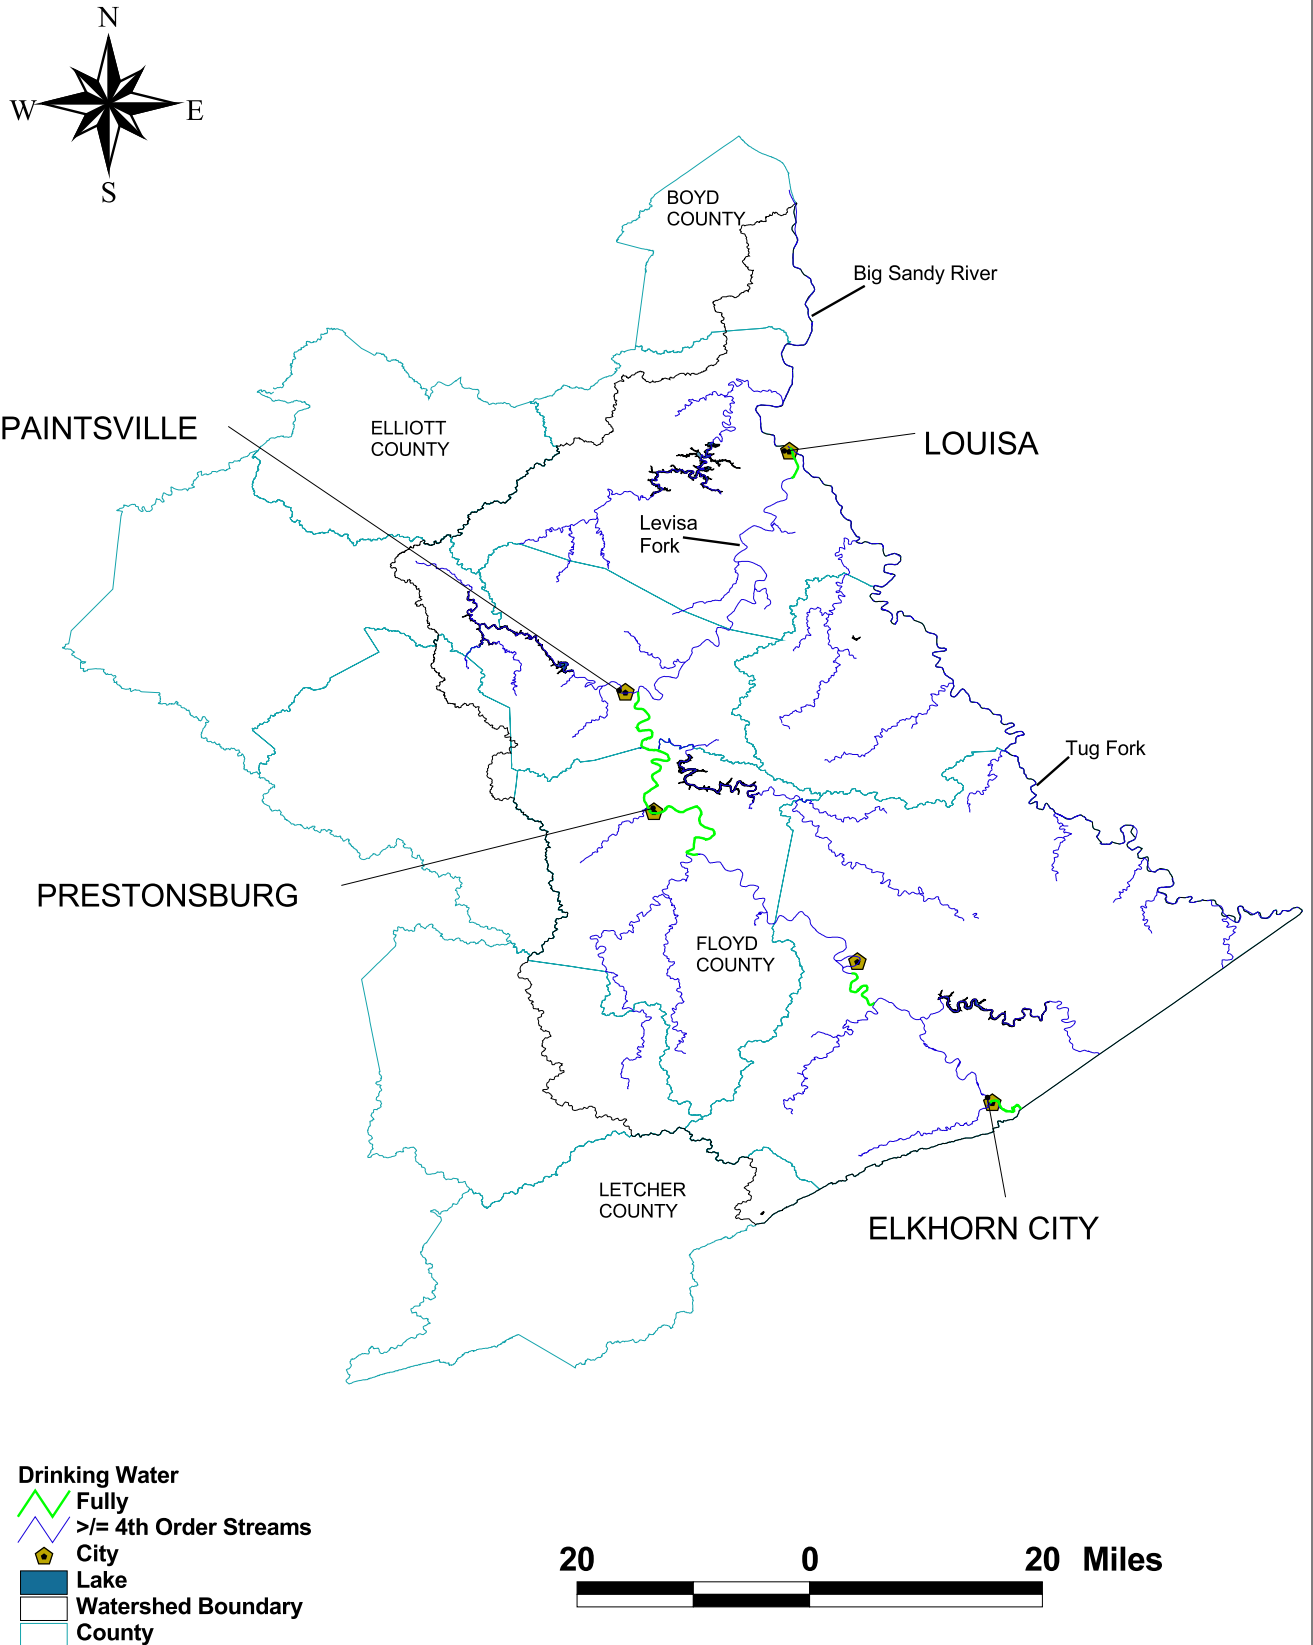 N
W
E
S
BOYD
COUNTY
Big Sandy River
PAINTSVILLE
ELLIOTT
COUNTY
LOUISA
Levisa
Fork
Tug Fork
PRESTONSBURG
FLOYD
COUNTY
LETCHER
COUNTY
ELKHORN CITY
Drinking Water
Fully
>/= 4th Order Streams
City
Lake
Watershed Boundary
County
20 0 20 Miles